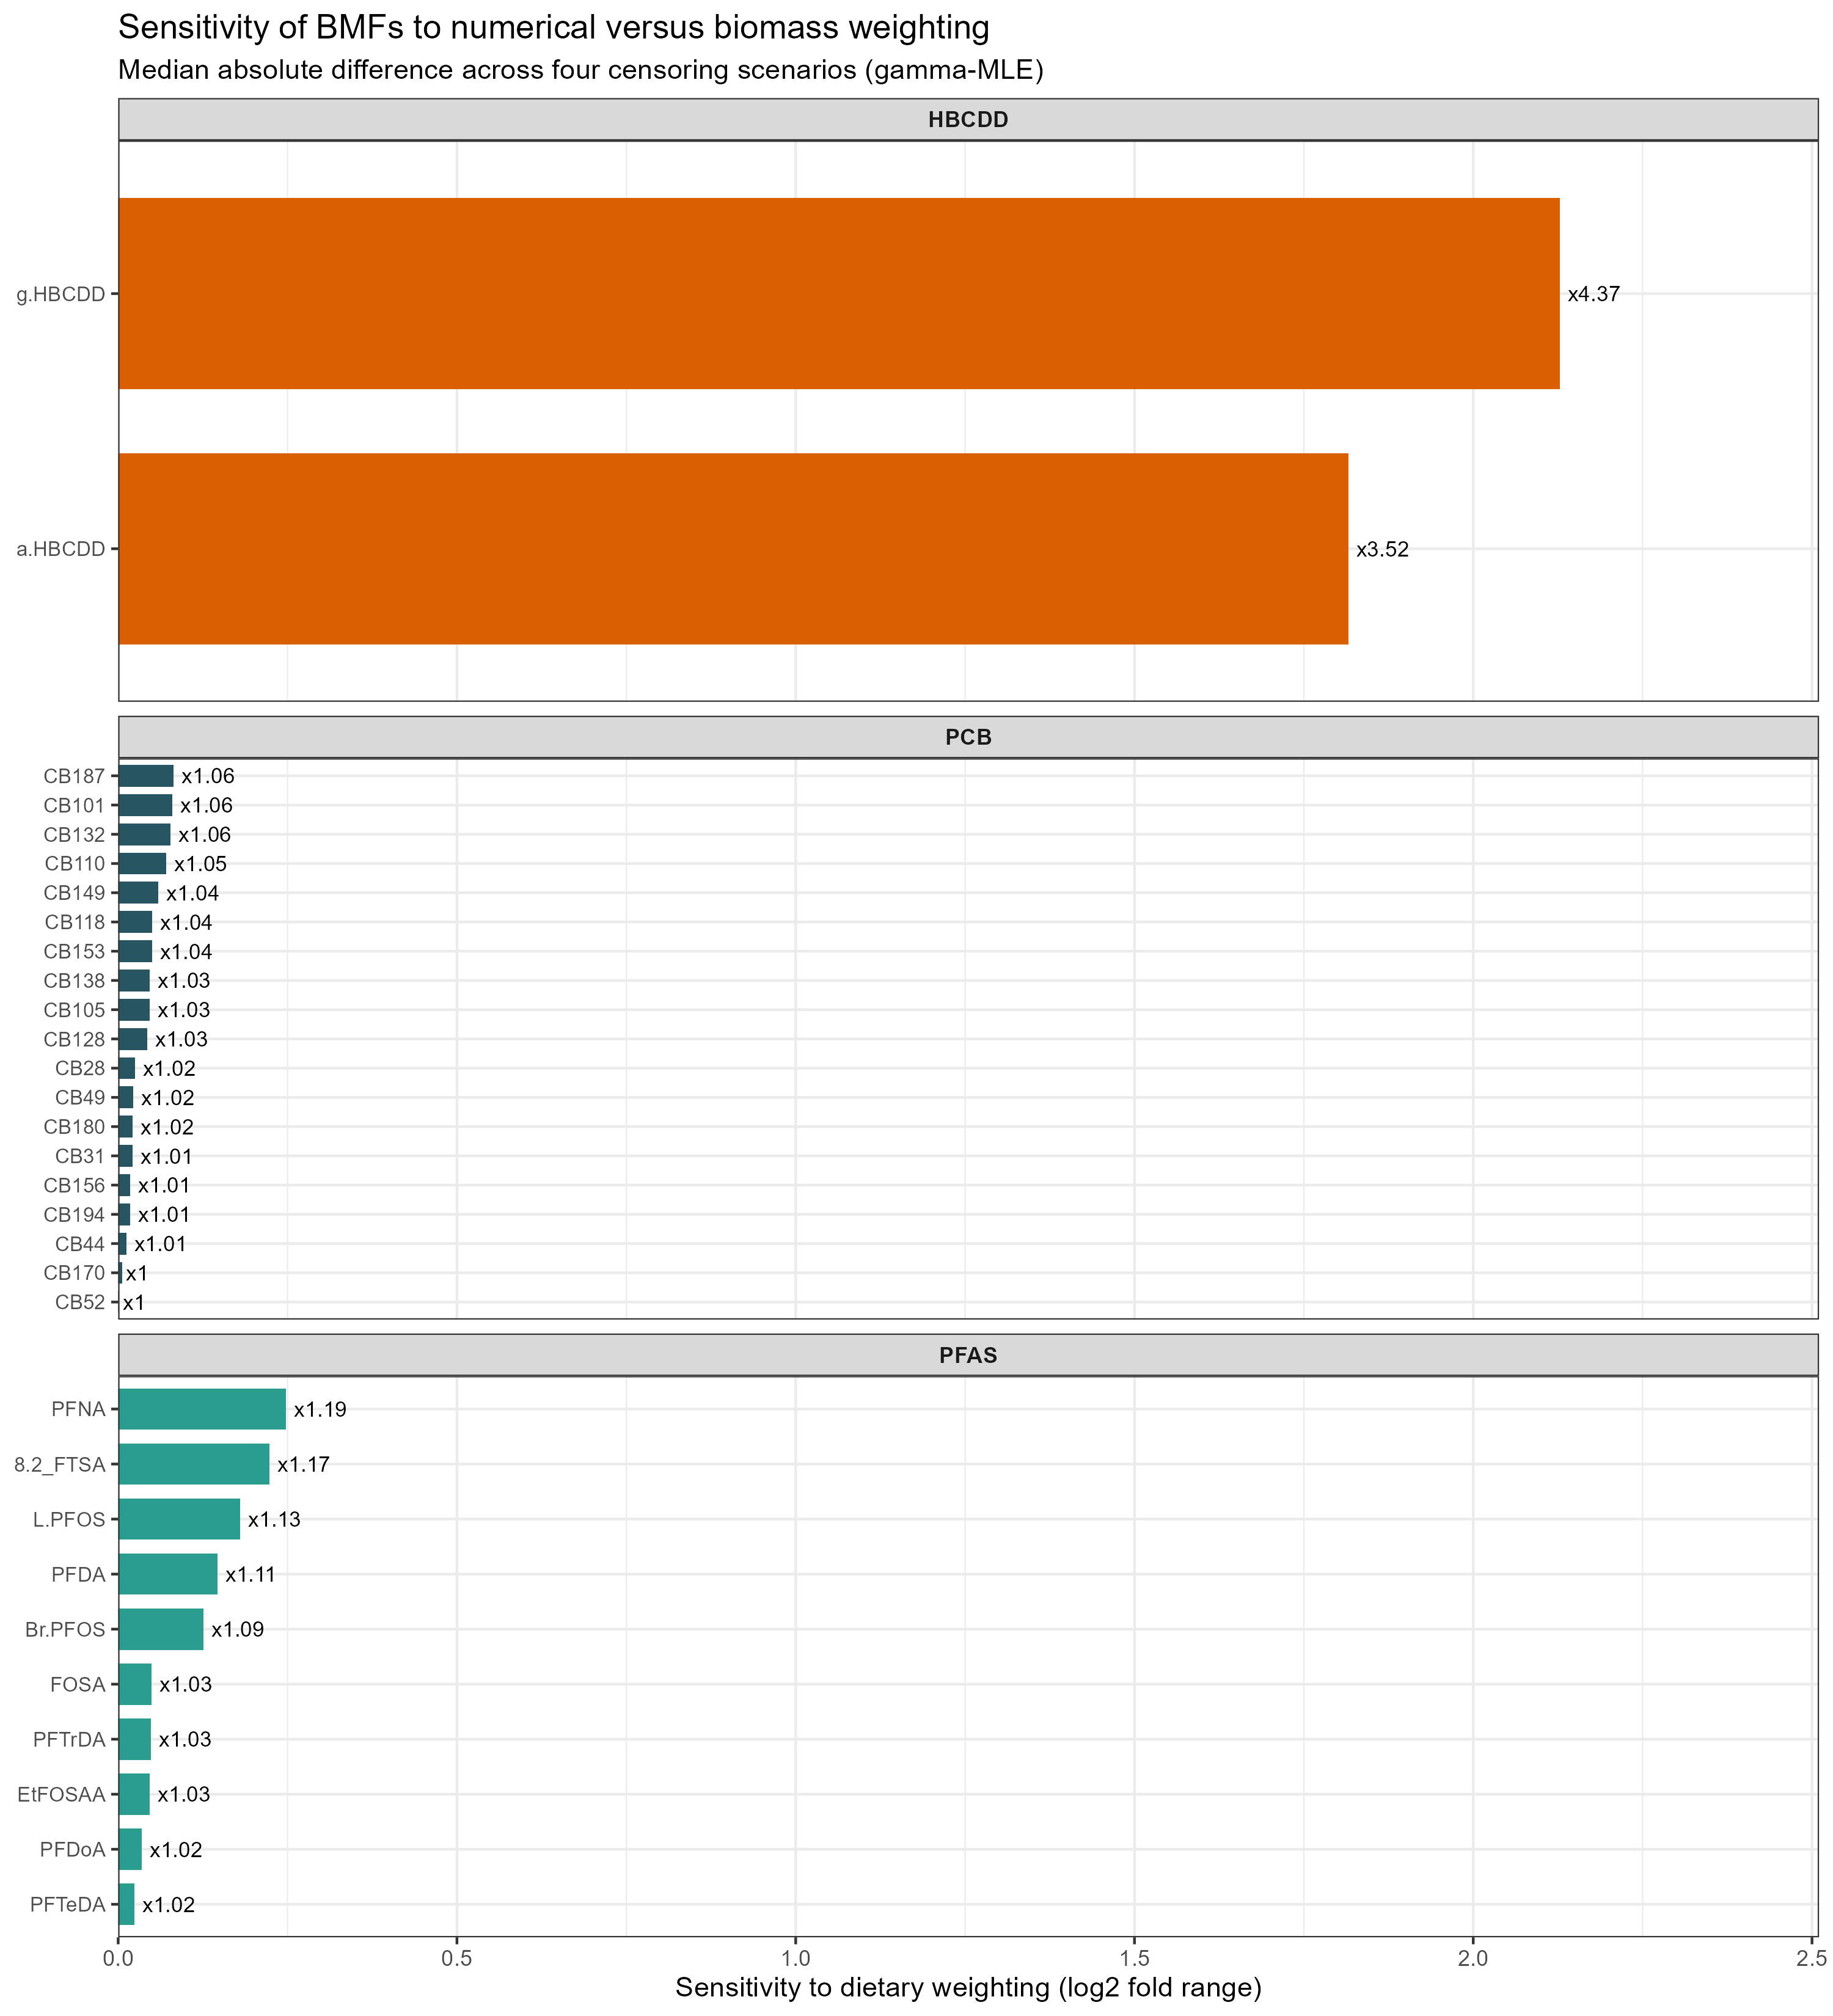 Sensitivity of BMFs to numerical versus biomass weighting
Median absolute difference across four censoring scenarios (gamma-MLE)
HBCDD
g.HBCDD x4.37
a.HBCDD x3.52
PCB
CB187 x1.06
CB101 x1.06
CB132 x1.06
CB110 x1.05
CB149 x1.04
CB118 x1.04
CB153 x1.04
CB138 x1.03
CB105 x1.03
CB128 x1.03
CB28 x1.02
CB49 x1.02
CB180 x1.02
CB31 x1.01
CB156 x1.01
CB194 x1.01
CB44 x1.01
CB170 x1
CB52 x1
PFAS
PFNA x1.19
8.2_FTSA x1.17
L.PFOS x1.13
PFDA x1.11
Br.PFOS x1.09
FOSA x1.03
PFTrDA x1.03
EtFOSAA x1.03
PFDoA x1.02
PFTeDA x1.02
0.0 0.5 1.0 1.5 2.0 2.5
Sensitivity to dietary weighting (log2 fold range)